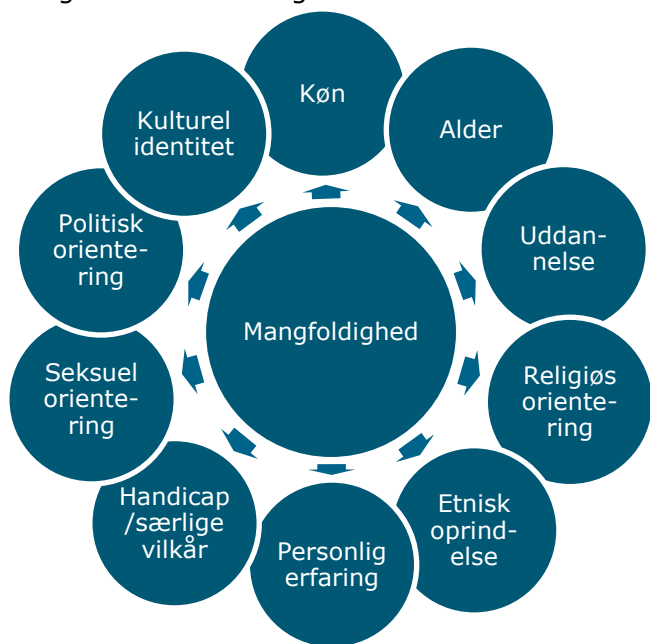 Køn
Alder
Uddan-
nelse
Religiøs
oriente-
ring
Etnisk
oprind-
else
Personlig
erfaring
Handicap
/særlige
vilkår
Seksuel
oriente-
ring
Politisk
oriente-
ring
Kulturel
identitet
Mangfoldighed